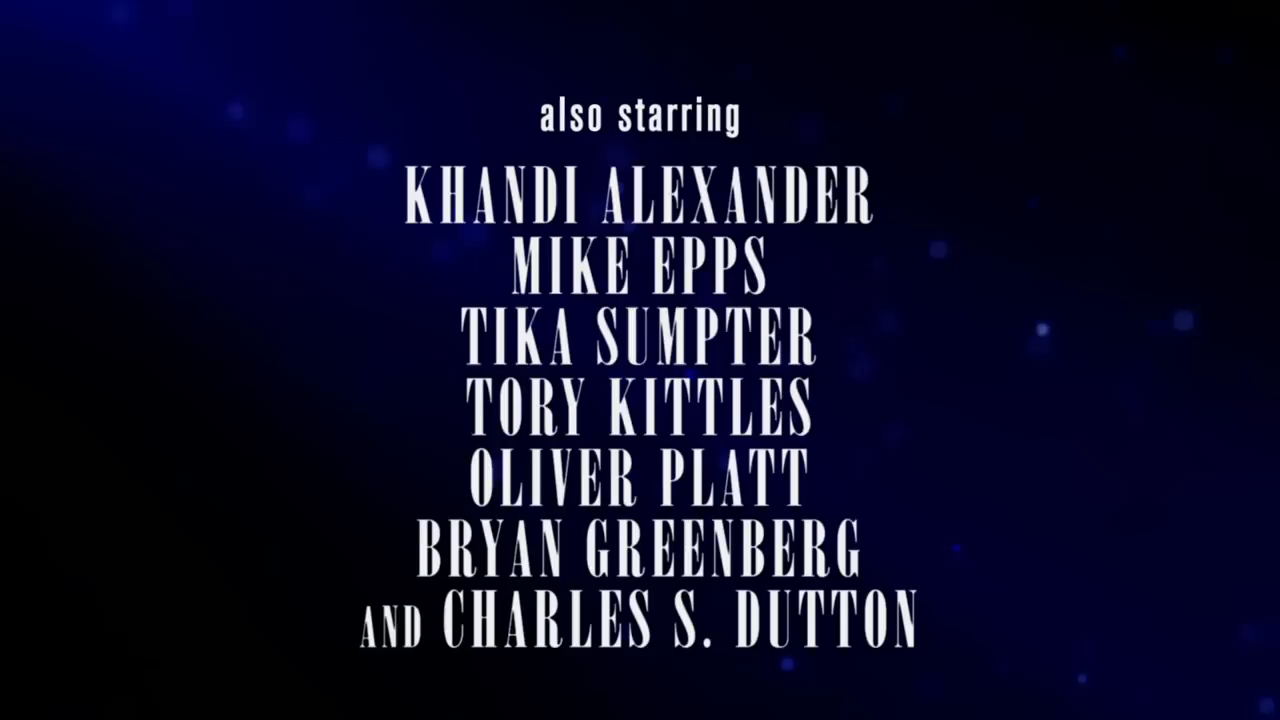 also starring
KHANDI ALEXANDER
MIKE EPPS
TIKA SUMPTER
TORY KITTLES
OLIVER PLATT
BRYAN GREENBERG
AND CHARLES S. DUTTON